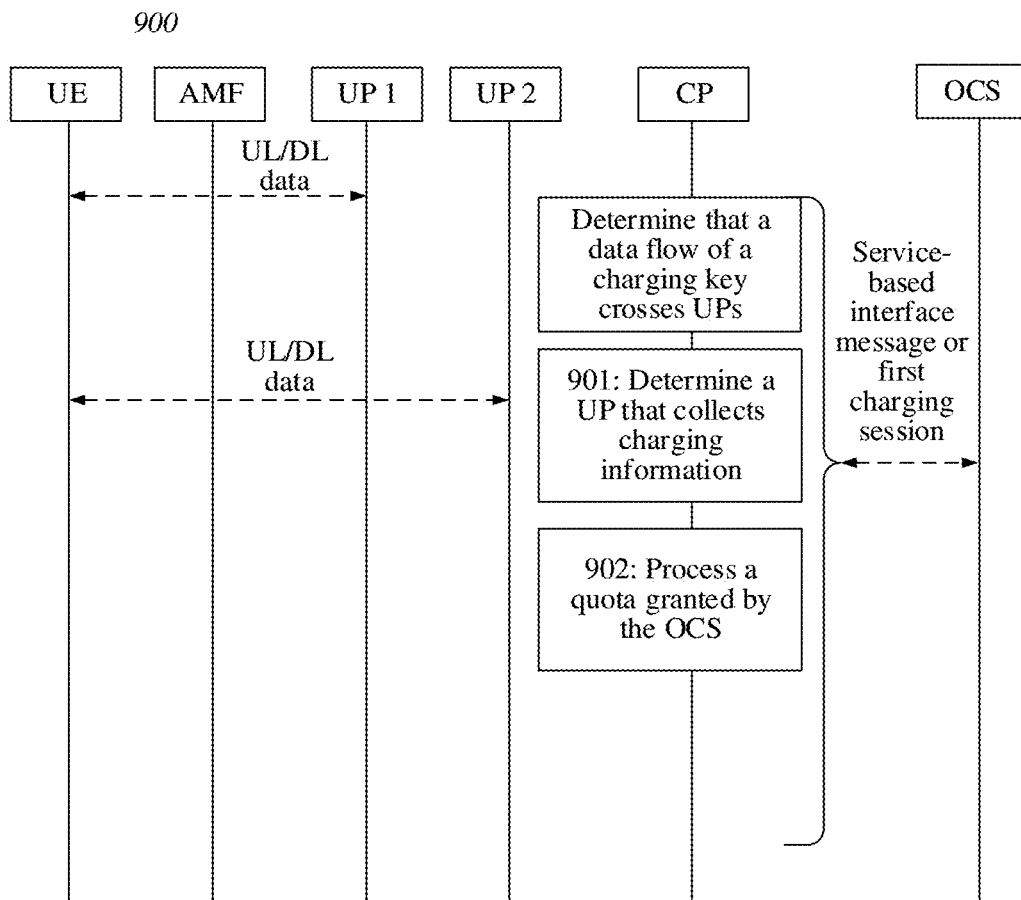 900
UE
AMF
UP 1
UP 2
CP
OCS
UL/DL
data
Determine that a
data flow of a
charging key
crosses UPs
Service-
based
interface
message or
first
charging
session
UL/DL
data
901: Determine a
UP that collects
charging
information
902: Process a
quota granted by
the OCS